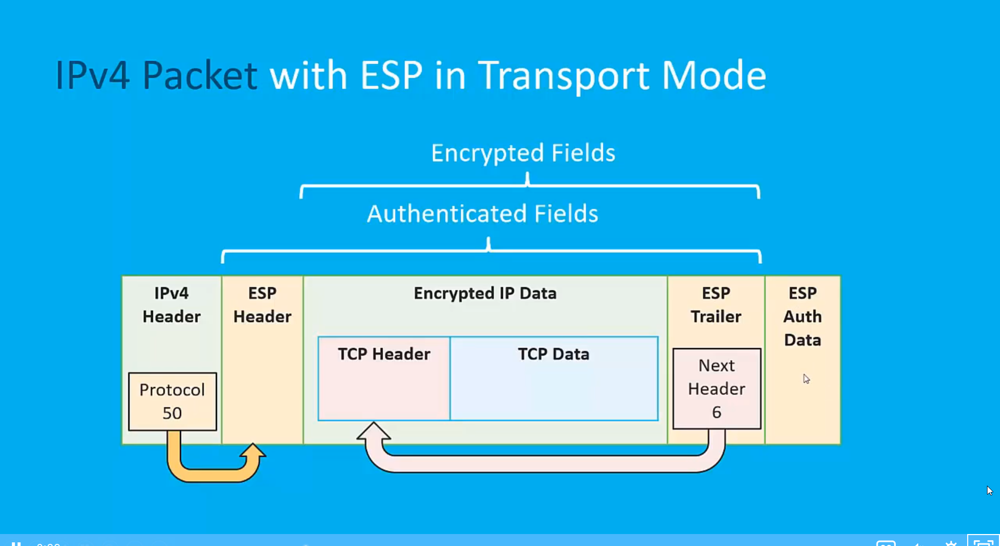 IPv4 Packet with ESP in Transport Mode
Encrypted Fields
Authenticated Fields
IPv4
Header
Protocol
50
ESP
Header
Encrypted IP Data
TCP Header
TCP Data
ESP
Trailer
Next
Header
6
ESP
Auth
Data